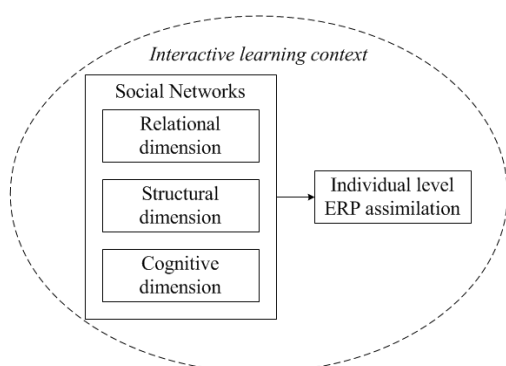 Interactive learning context
Social Networks
Relational
dimension
Structural
dimension
Cognitive
dimension
Individual level
ERP assimilation